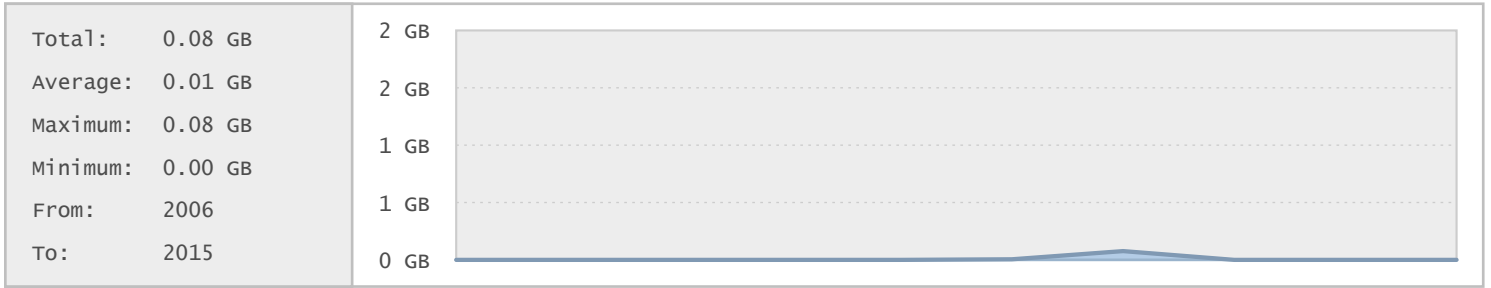 Total: 0.08 GB
Average: 0.01 GB
Maximum: 0.08 GB
Minimum: 0.00 GB
From: 2006
To: 2015
2 GB
2 GB
1 GB
1 GB
0 GB